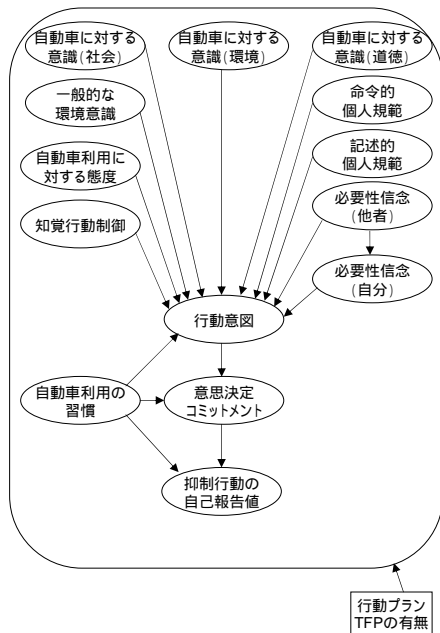 自動車に対する
意識(社会)
自動車に対する
意識(環境)
自動車に対する
意識(道徳)
一般的な
環境意識
命令的
個人規範
自動車利用に
対する態度
記述的
個人規範
知覚行動制御
必要性信念
(他者)
必要性信念
(自分)
行動意図
自動車利用の
習慣
意思決定
コミットメント
抑制行動の
自己報告値
行動プラン
TFPの有無